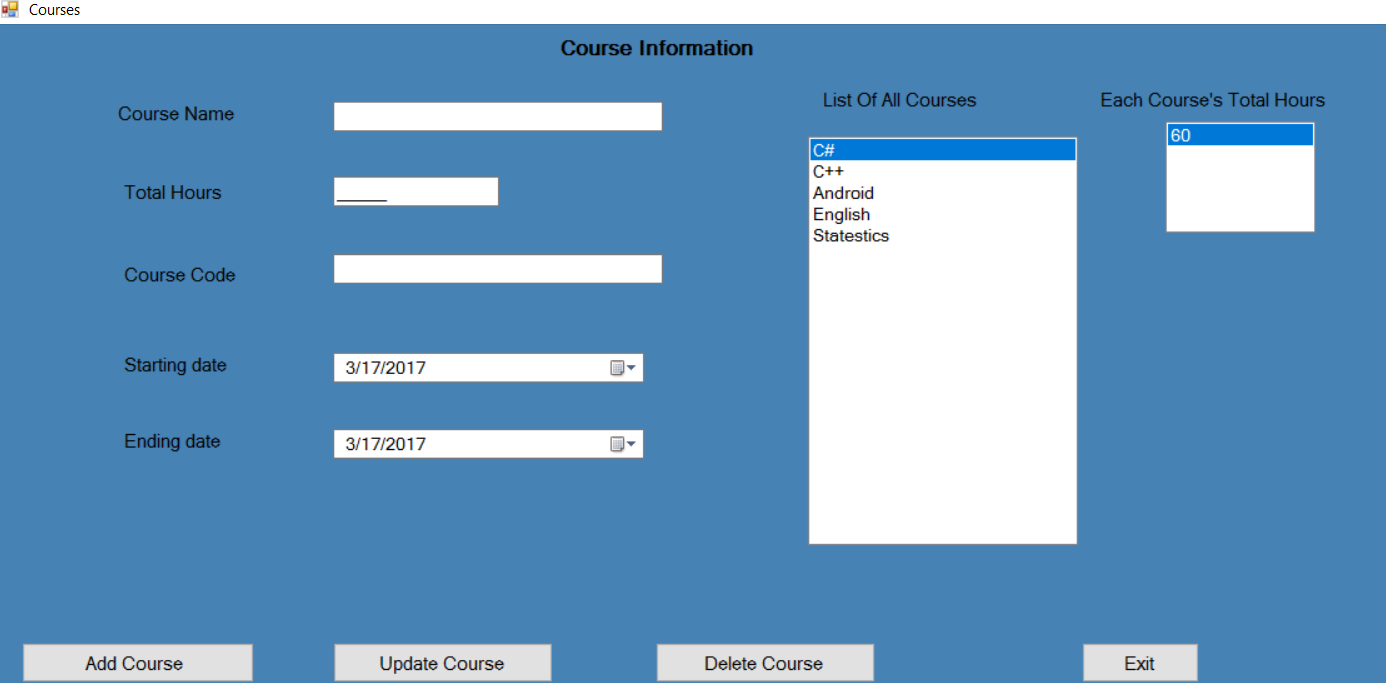 Courses
Course Information
Course Name
Total Hours
_____
Course Code
Starting date
3/17/2017
Ending date
3/17/2017
List Of All Courses
C#
C++
Android
English
Statestics
Each Course's Total Hours
60
Add Course
Update Course
Delete Course
Exit